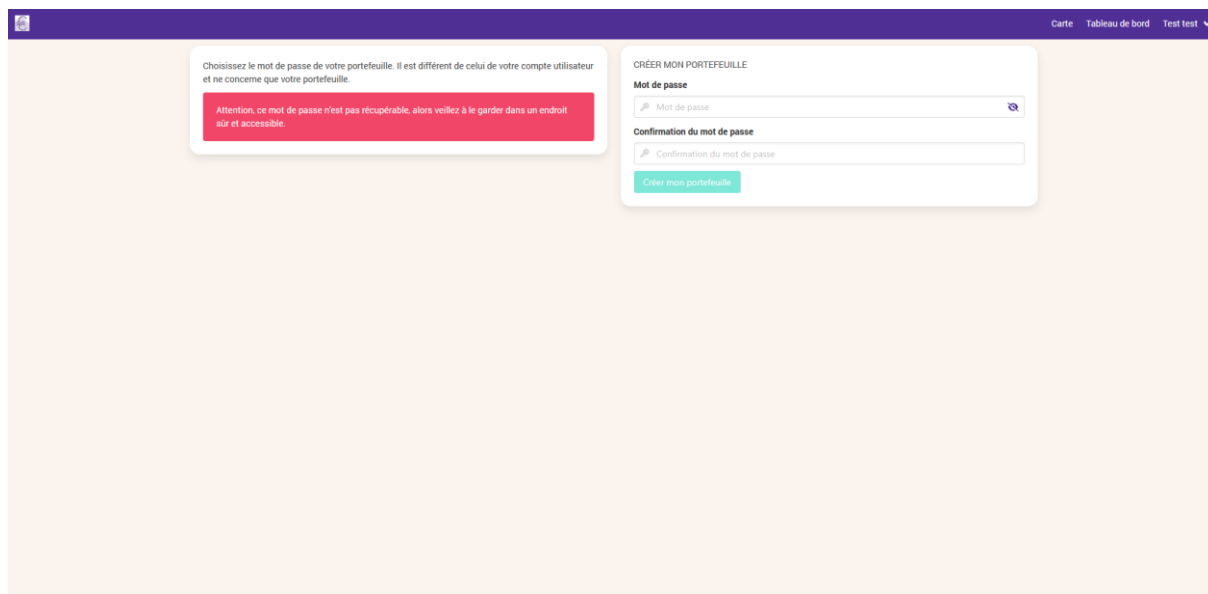 Carte Tableau de bord Test test
Choisissez le mot de passe de votre portefeuille. Il est différent de celui de votre compte utilisateur
et ne concerne que votre portefeuille.
Attention, ce mot de passe n'est pas récupérable, alors veillez à le garder dans un endroit
sûr et accessible.
CRÉER MON PORTEFEUILLE
Mot de passe
Mot de passe
Confirmation du mot de passe
Confirmation du mot de passe
Créer mon portefeuille